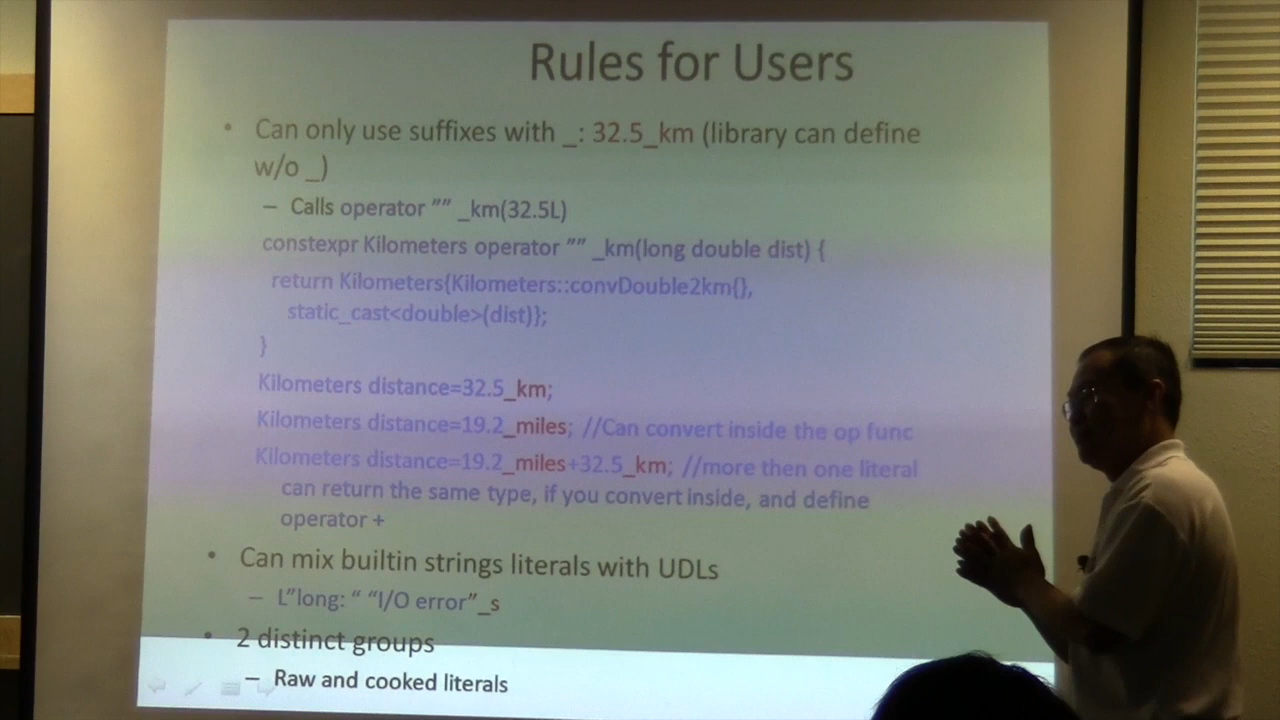 Rules for Users
• Can only use suffixes with _: 32.5_km (library can define
w/o _)
– Calls operator ”” _km(32.5L)
constexpr Kilometers operator ”” _km(long double dist) {
return Kilometers{Kilometers::convDouble2km{},
static_cast<double>(dist)};
}
Kilometers distance=32.5_km;
Kilometers distance=19.2_miles; //Can convert inside the op func
Kilometers distance=19.2_miles+32.5_km; //more then one literal
can return the same type, if you convert inside, and define
operator +
• Can mix builtin strings literals with UDLs
– L”long: “ “I/O error”_s
• 2 distinct groups
– Raw and cooked literals